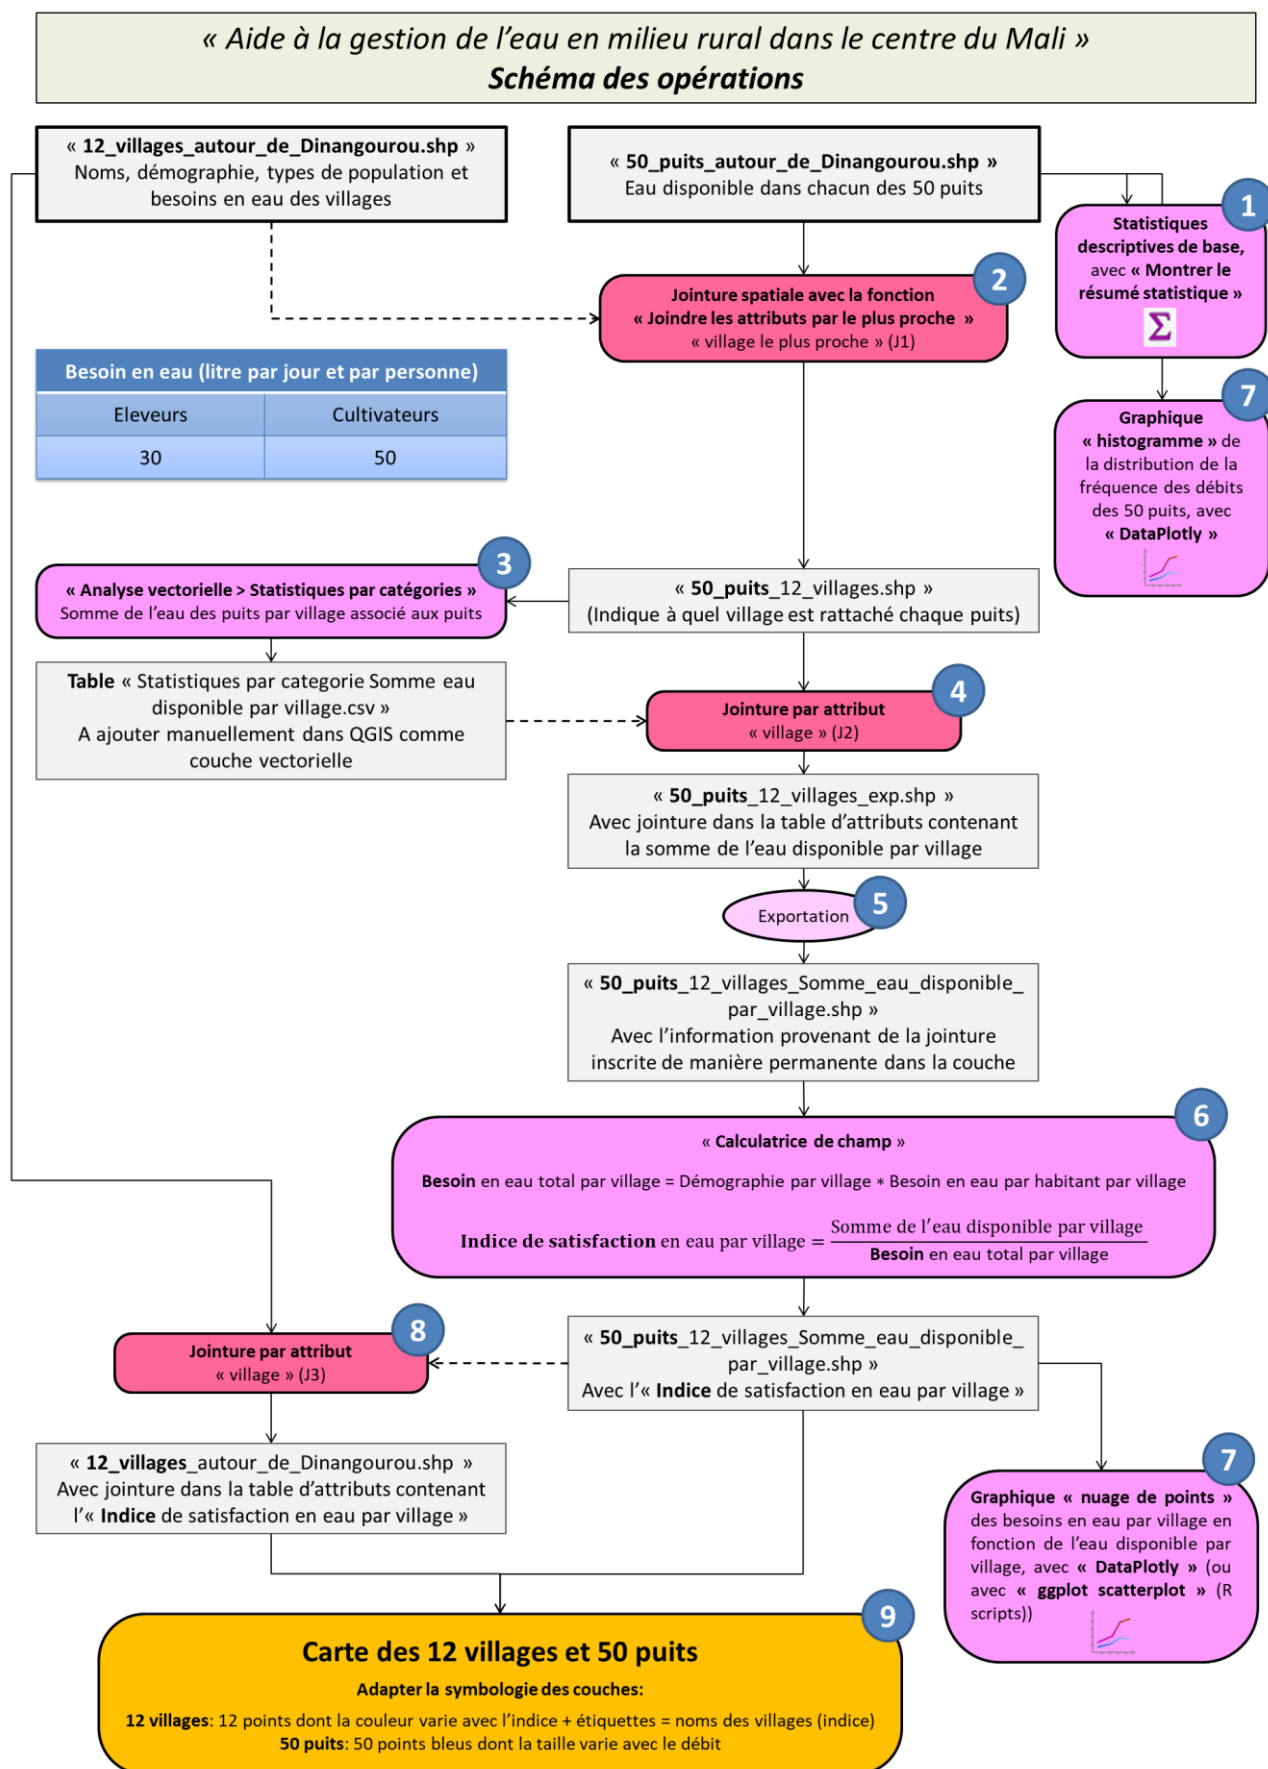 « Aide à la gestion de l’eau en milieu rural dans le centre du Mali »
Schéma des opérations
« 12_villages_autour_de_Dinangourou.shp »
Noms, démographie, types de population et
besoins en eau des villages
« 50_puits_autour_de_Dinangourou.shp »
Eau disponible dans chacun des 50 puits
1
Statistiques
descriptives de base,
avec « Montrer le
résumé statistique »
Σ
2
Jointure spatiale avec la fonction
« Joindre les attributs par le plus proche »
« village le plus proche » (J1)
Besoin en eau (litre par jour et par personne)
Eleveurs
Cultivateurs
30
50
7
Graphique
« histogramme » de
la distribution de la
fréquence des débits
des 50 puits, avec
« DataPlotly »
3
« Analyse vectorielle > Statistiques par catégories »
Somme de l’eau des puits par village associé aux puits
« 50_puits_12_villages.shp »
(Indique à quel village est rattaché chaque puits)
Table « Statistiques par categorie Somme eau
disponible par village.csv »
A ajouter manuellement dans QGIS comme
couche vectorielle
4
Jointure par attribut
« village » (J2)
« 50_puits_12_villages_exp.shp »
Avec jointure dans la table d’attributs contenant
la somme de l’eau disponible par village
5
Exportation
« 50_puits_12_villages_Somme_eau_disponible_
par_village.shp »
Avec l’information provenant de la jointure
inscrite de manière permanente dans la couche
6
« Calculatrice de champ »
Besoin en eau total par village = Démographie par village * Besoin en eau par habitant par village
Indice de satisfaction en eau par village = Somme de l'eau disponible par village
Besoin en eau total par village
8
Jointure par attribut
« village » (J3)
« 50_puits_12_villages_Somme_eau_disponible_
par_village.shp »
Avec l’« Indice de satisfaction en eau par village »
« 12_villages_autour_de_Dinangourou.shp »
Avec jointure dans la table d’attributs contenant
l’« Indice de satisfaction en eau par village »
7
Graphique « nuage de points »
des besoins en eau par village en
fonction de l’eau disponible par
village, avec « DataPlotly » (ou
avec « ggplot scatterplot » (R
scripts))
9
Carte des 12 villages et 50 puits
Adapter la symbologie des couches:
12 villages: 12 points dont la couleur varie avec l’indice + étiquettes = noms des villages (indice)
50 puits: 50 points bleus dont la taille varie avec le débit